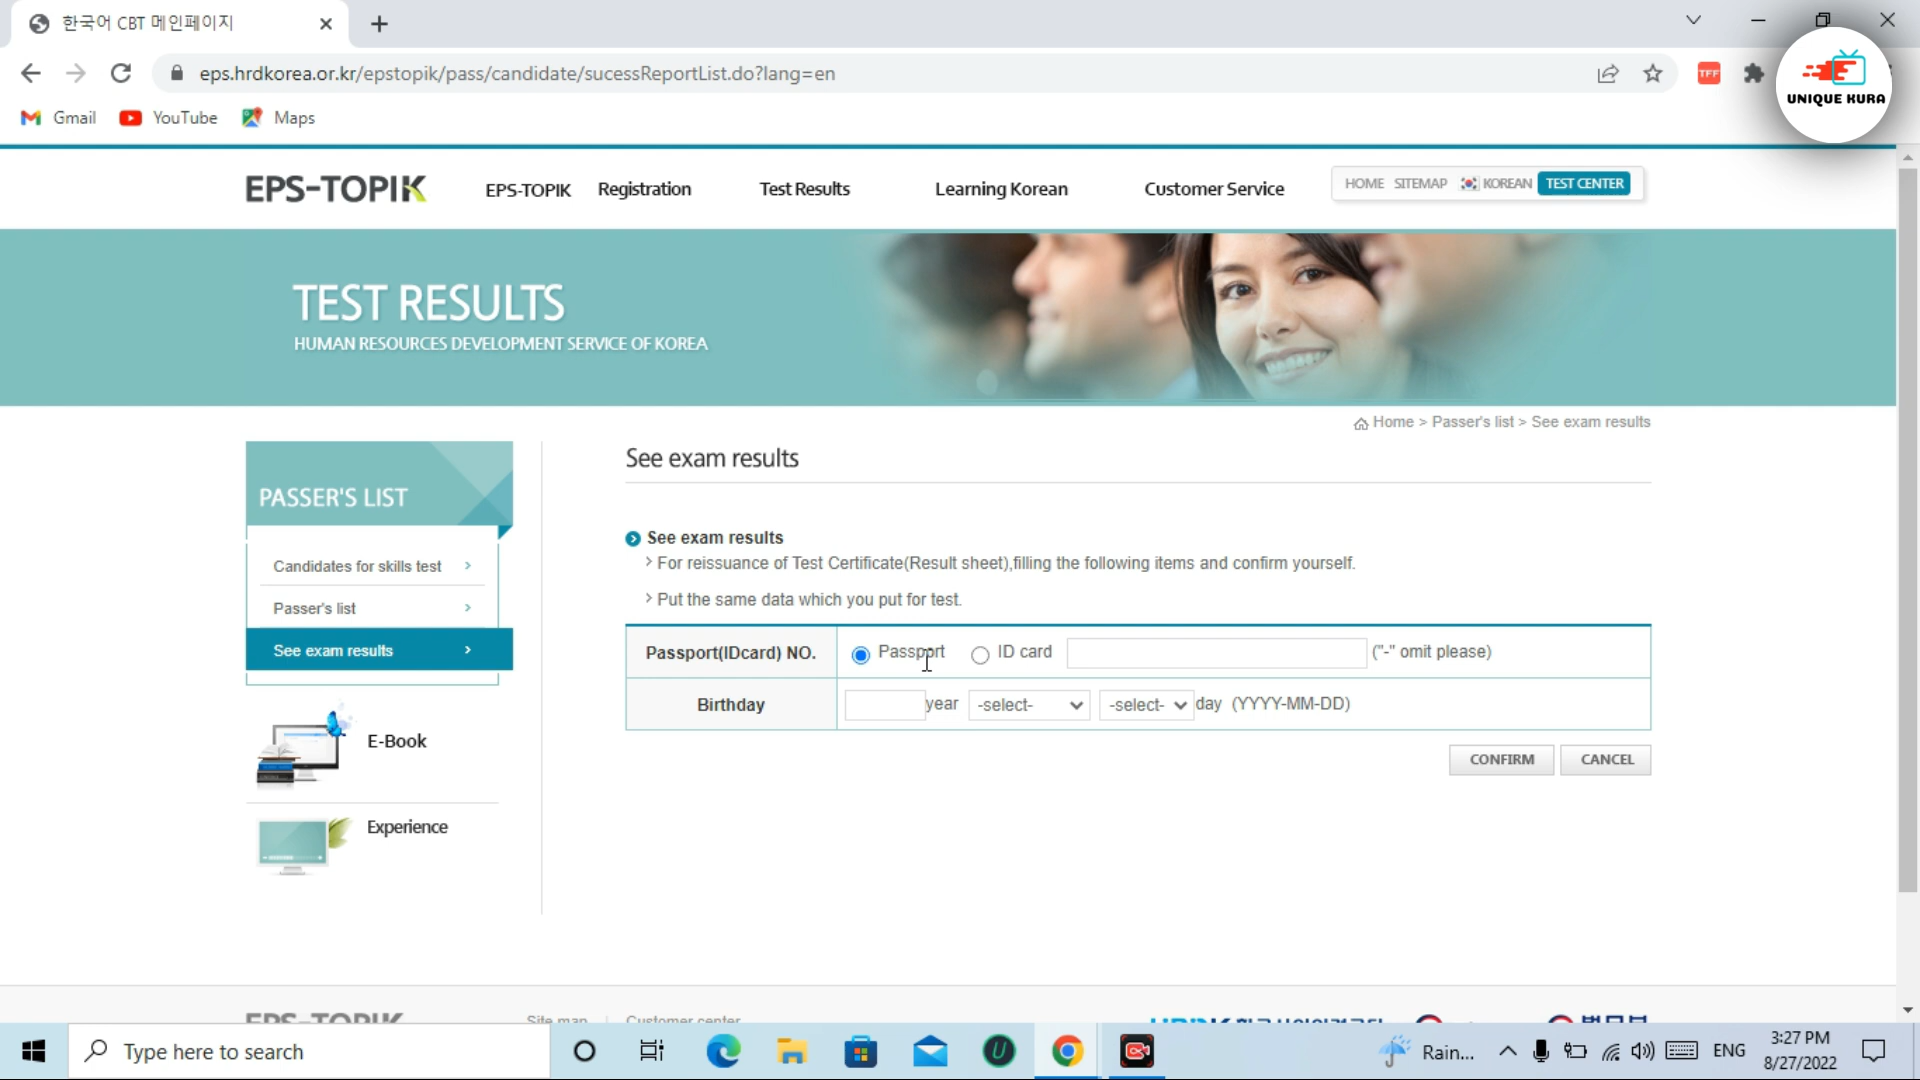 한국어 CBT 메인페이지
eps.hrdkorea.or.kr/epstopik/pass/candidate/sucessReportList.do?lang=en
TFF
UNIQUE KURA
Gmail YouTube Maps
EPS-TOPIK
EPS-TOPIK Registration Test Results Learning Korean Customer Service
HOME SITEMAP KOREAN TEST CENTER
TEST RESULTS
HUMAN RESOURCES DEVELOPMENT SERVICE OF KOREA
Home > Passer's list > See exam results
PASSER'S LIST
Candidates for skills test
Passer's list
See exam results
E-Book
Experience
See exam results
See exam results
For reissuance of Test Certificate(Result sheet),filling the following items and confirm yourself.
Put the same data which you put for test.
Passport(IDcard) NO. Passport ID card ("-" omit please)
Birthday year -select- -select- day (YYYY-MM-DD)
CONFIRM CANCEL
EPS-TOPIK Site map Customer center
Type here to search
Rain... ENG 3:27 PM
8/27/2022